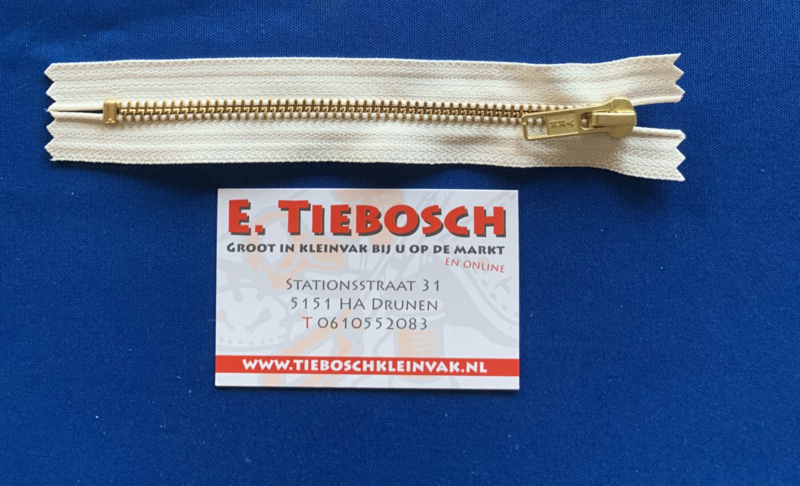 E. TIEBOSCH
GROOT IN KLEINVAK BIJ U OP DE MARKT
EN ONLINE
STATIONSSTRAAT 31
5151 HA DRUNEN
T 0610552083
WWW.TIEBOSCHKLEINVAK.NL